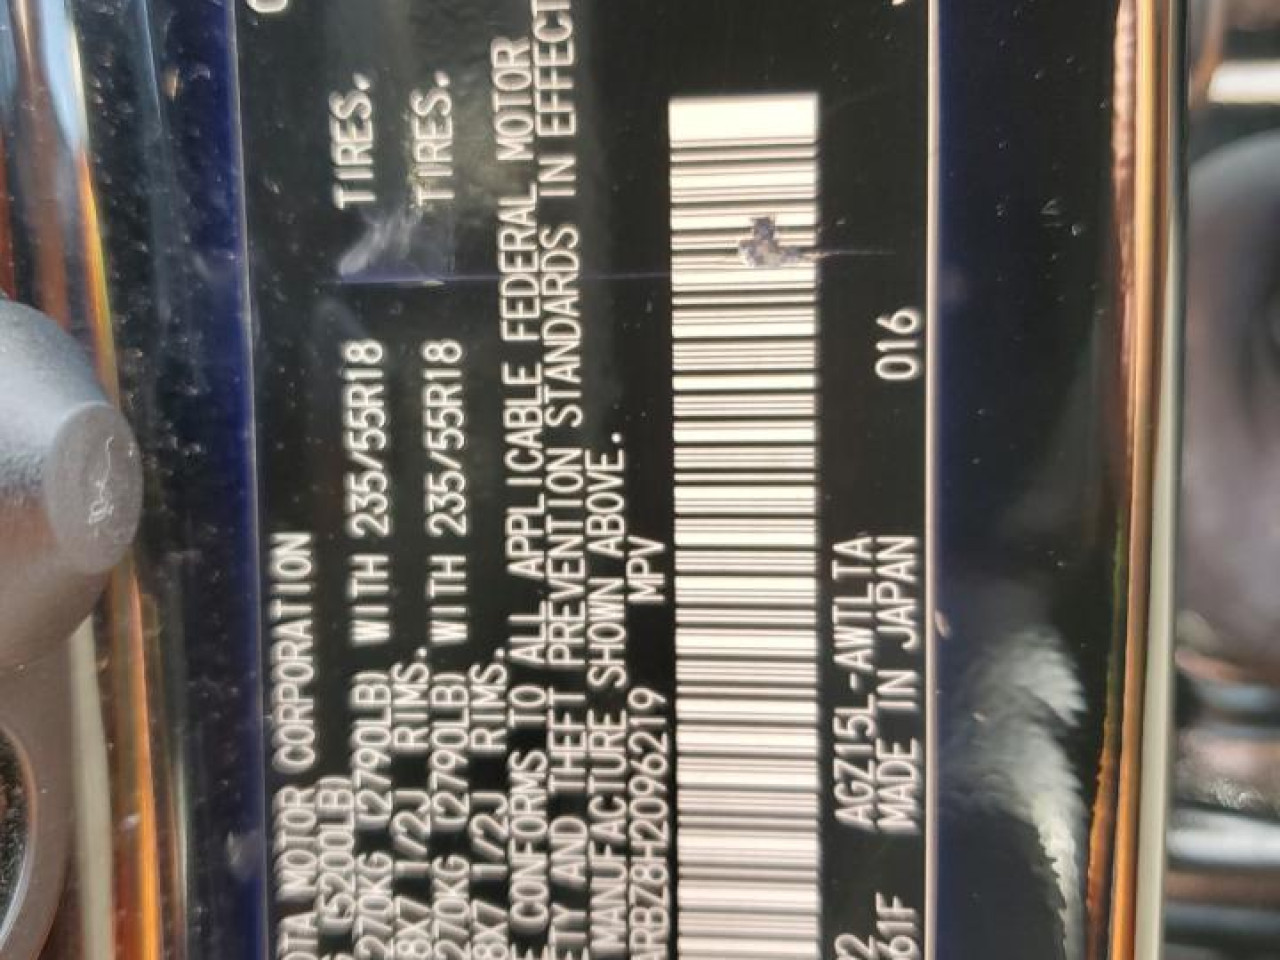 OTA MOTOR CORPORATION
(5200LB)
270KG (2790LB) WITH 235/55R18 TIRES.
8X7 1/2J RIMS.
270KG (2790LB) WITH 235/55R18 TIRES.
8X7 1/2J RIMS.
E CONFORMS TO ALL APPLICABLE FEDERAL MOTOR
ETY AND THEFT PREVENTION STANDARDS IN EFFECT
MANUFACTURE SHOWN ABOVE.
ARBZ8H2096219 MPV
AGZ15L-AWTLTA
61F MADE IN JAPAN 016